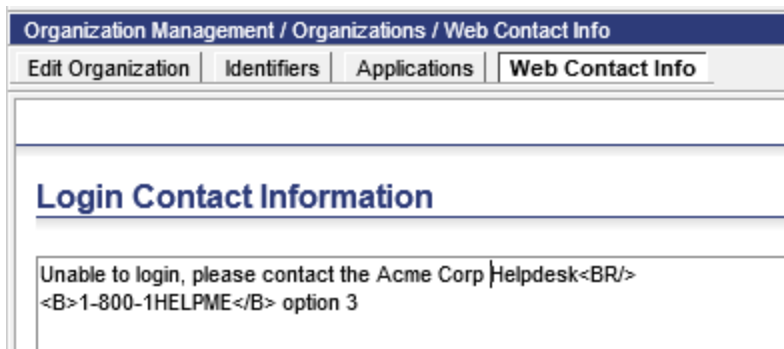 Organization Management / Organizations / Web Contact Info
Edit Organization Identifiers Applications Web Contact Info
Login Contact Information
Unable to login, please contact the Acme Corp Helpdesk<BR/>
<B>1-800-1HELPME</B> option 3